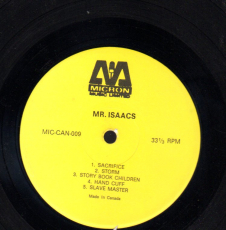 MICRON
MUSIC LIMITED
MR. ISAACS
MIC-CAN-009
33⅓ RPM
1. SACRIFICE
2. STORM
3. STORY BOOK CHILDREN
4. HAND CUFF
5. SLAVE MASTER
Made In Canada